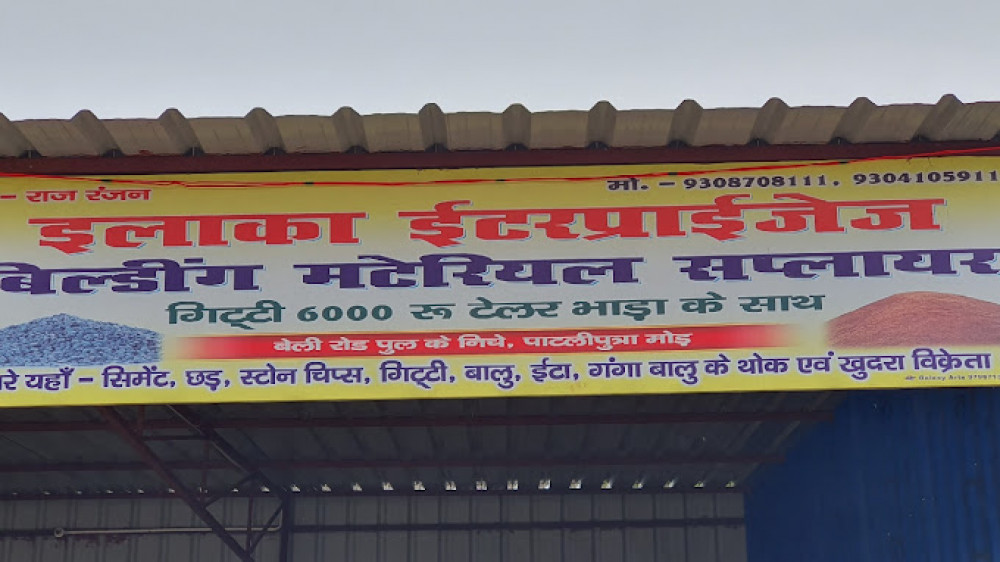 – राज रंजन
मो. – 9308708111, 9304105911
इलाका ईंटरप्राईजेज
बिल्डींग मटेरियल सप्लायर
गिट्टी 6000 रू टेलर भाड़ा के साथ
बेली रोड पुल के निचे, पाटलीपुत्रा मोड़
रे यहाँ – सिमेंट, छड़, स्टोन चिप्स, गिट्टी, बालु, ईटा, गंगा बालु के थोक एवं खुदरा विक्रेता